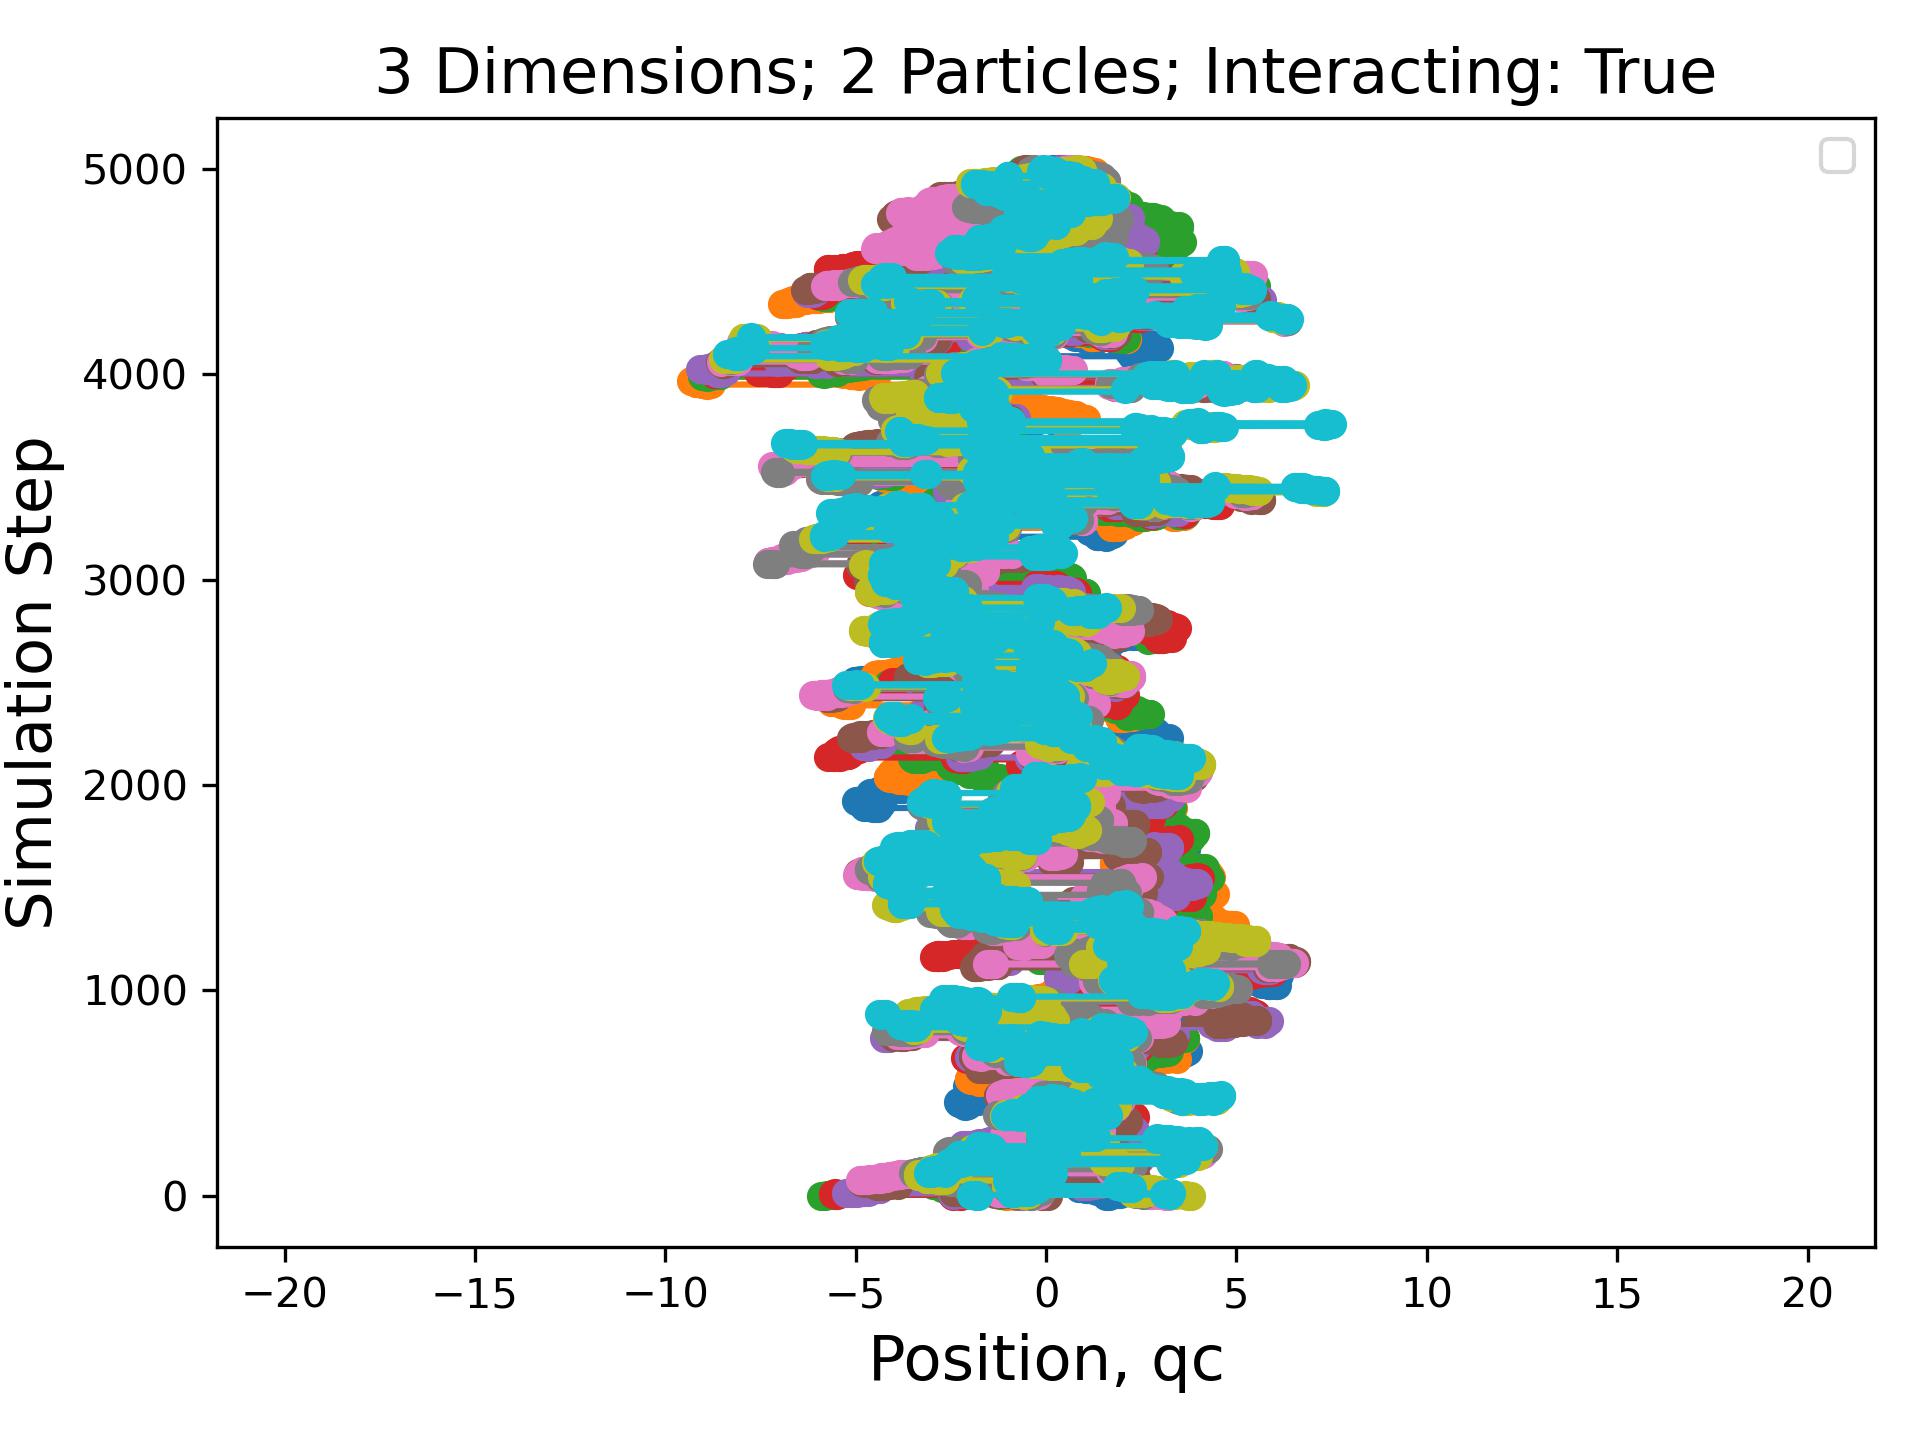 3 Dimensions; 2 Particles; Interacting: True
Simulation Step
5000
4000
3000
2000
1000
0
−20 −15 −10 −5 0 5 10 15 20
Position, qc